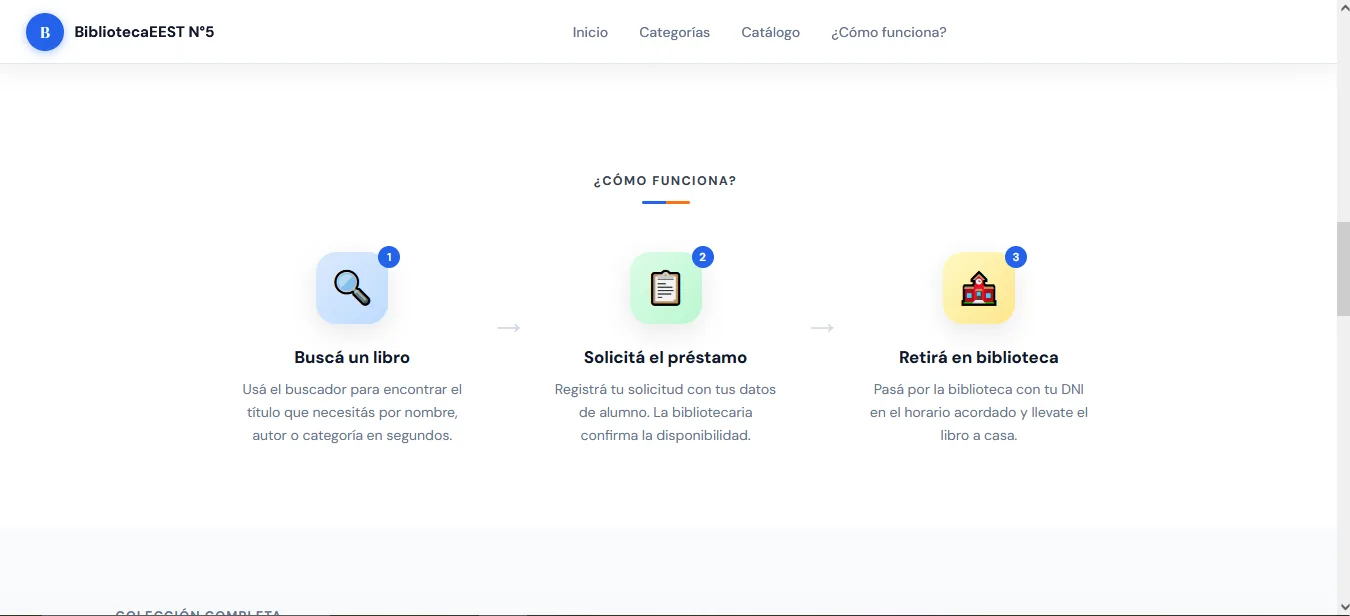 B BibliotecaEEST N°5 Inicio Categorías Catálogo ¿Cómo funciona?
¿CÓMO FUNCIONA?
1 2 3
Buscá un libro
Usá el buscador para encontrar el
título que necesitás por nombre,
autor o categoría en segundos.
→
Solicitá el préstamo
Registrá tu solicitud con tus datos
de alumno. La bibliotecaria
confirma la disponibilidad.
→
Retirá en biblioteca
Pasá por la biblioteca con tu DNI
en el horario acordado y llevate el
libro a casa.
COLECCIÓN COMPLETA